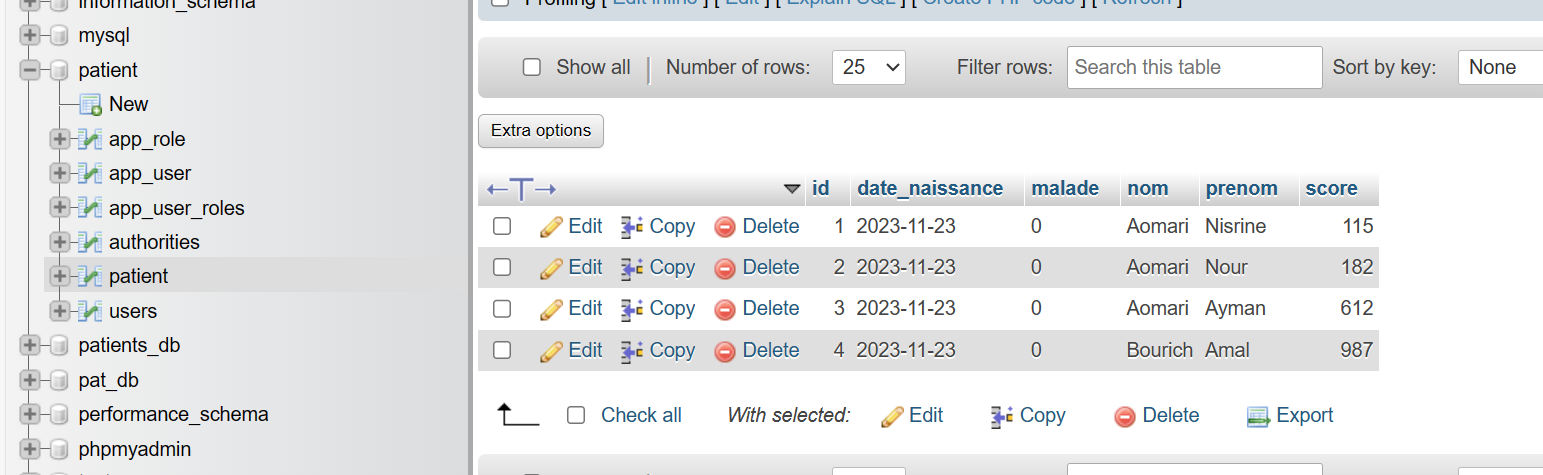 information_schema
mysql
patient
New
app_role
app_user
app_user_roles
authorities
patient
users
patients_db
pat_db
performance_schema
phpmyadmin
Profiling [ Edit inline ] [ Edit ] [ Explain SQL ] [ Create PHP code ] [ Refresh ]
Show all Number of rows: 25 Filter rows: Search this table Sort by key: None
Extra options
id date_naissance malade nom prenom score
Edit Copy Delete 1 2023-11-23 0 Aomari Nisrine 115
Edit Copy Delete 2 2023-11-23 0 Aomari Nour 182
Edit Copy Delete 3 2023-11-23 0 Aomari Ayman 612
Edit Copy Delete 4 2023-11-23 0 Bourich Amal 987
Check all With selected: Edit Copy Delete Export